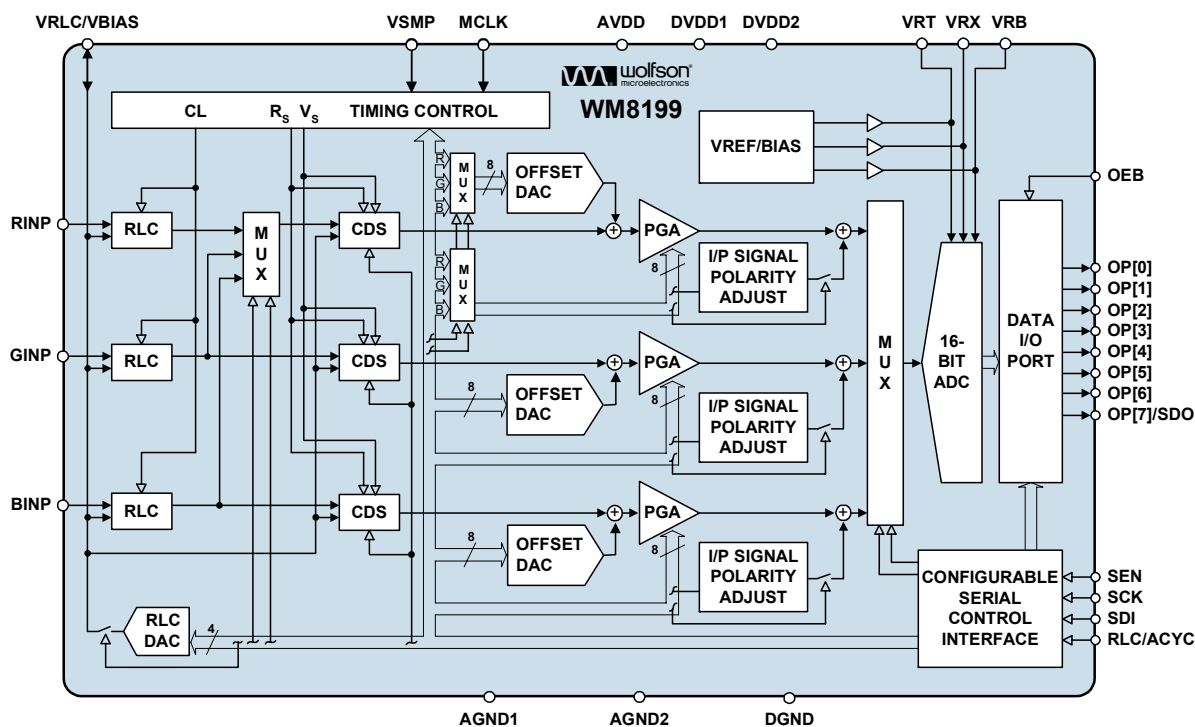 VRLC/VBIAS
VSMP
MCLK
AVDD
DVDD1
DVDD2
VRT
VRX
VRB
wolfson®
microelectronics
WM8199
CL
RS
VS
TIMING CONTROL
VREF/BIAS
OEB
R
G
B
MUX
8
OFFSET
DAC
RINP
RLC
MUX
CDS
+
PGA
8
I/P SIGNAL
POLARITY
ADJUST
+
R
G
B
MUX
GINP
RLC
CDS
+
PGA
8
OFFSET
DAC
8
I/P SIGNAL
POLARITY
ADJUST
+
MUX
16-
BIT
ADC
DATA
I/O
PORT
OP[0]
OP[1]
OP[2]
OP[3]
OP[4]
OP[5]
OP[6]
OP[7]/SDO
BINP
RLC
CDS
+
PGA
8
OFFSET
DAC
8
I/P SIGNAL
POLARITY
ADJUST
+
CONFIGURABLE
SERIAL
CONTROL
INTERFACE
SEN
SCK
SDI
RLC/ACYC
RLC
DAC
4
AGND1
AGND2
DGND